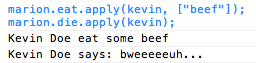 marion.eat.apply(kevin, ["beef"]);
marion.die.apply(kevin);
Kevin Doe eat some beef
Kevin Doe says: bweeeeeuh...